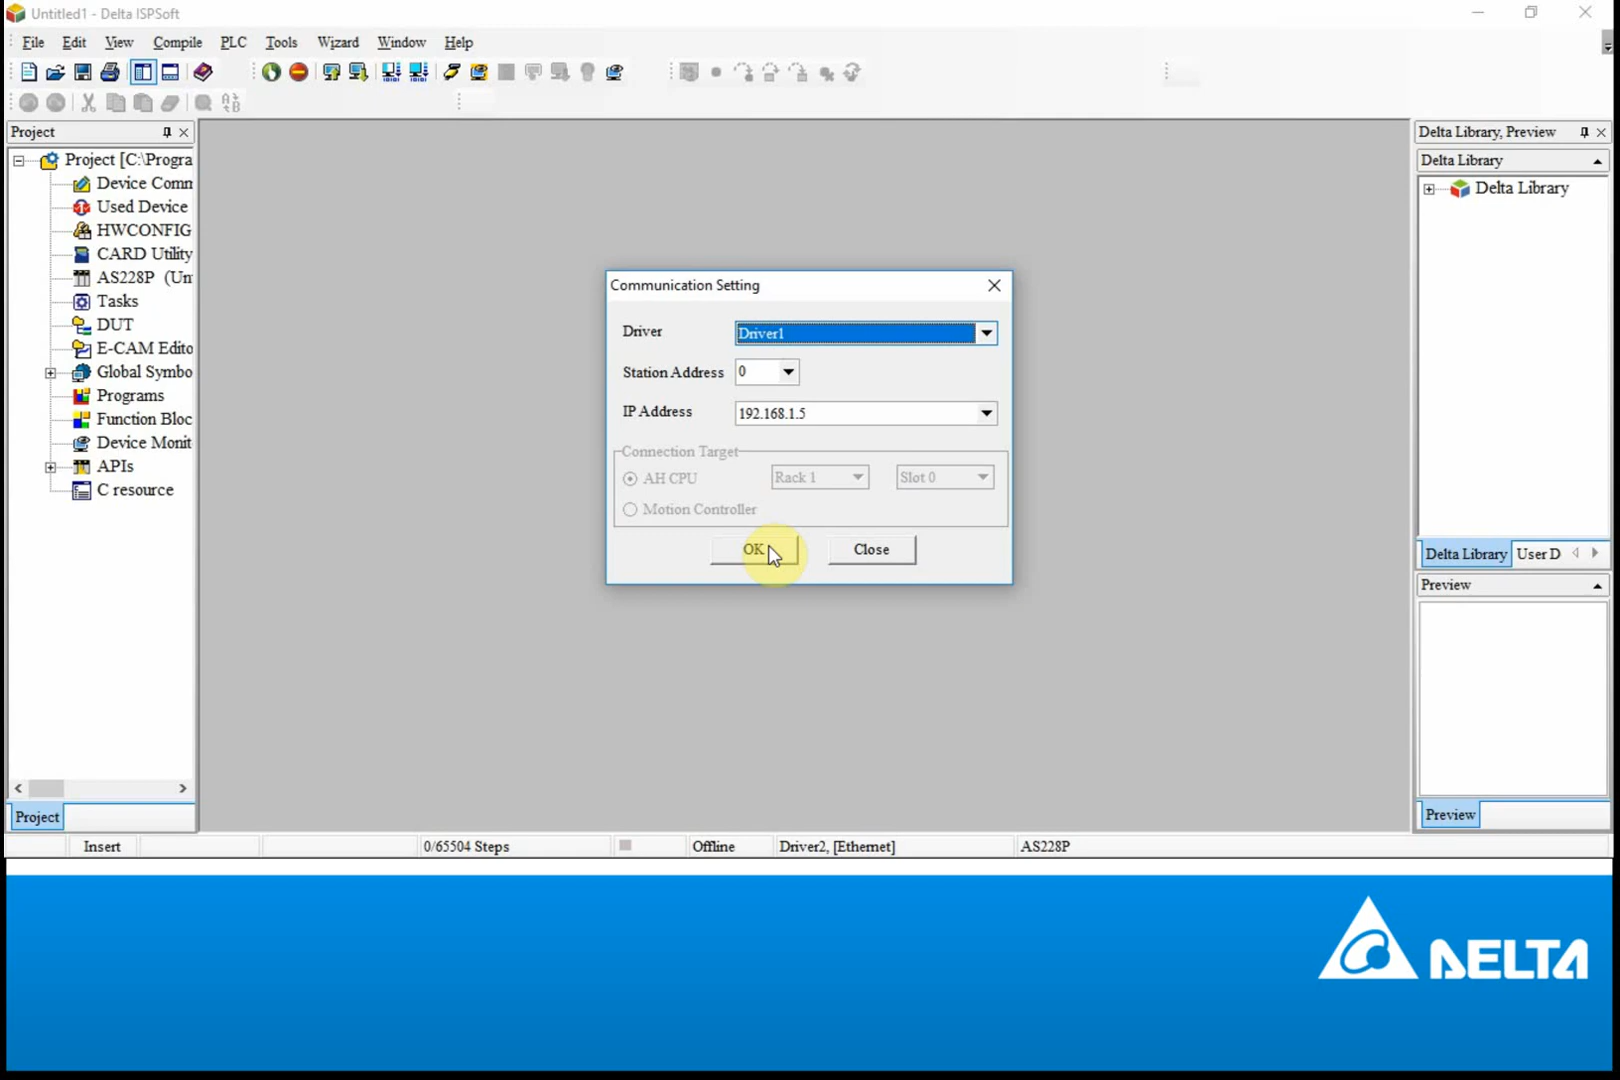 Untitled1 - Delta ISPSoft
File Edit View Compile PLC Tools Wizard Window Help
Project
Project [C:\Progra
Device Comm
Used Device
HWCONFIG
CARD Utility
AS228P (Un
Tasks
DUT
E-CAM Edito
Global Symbo
Programs
Function Bloc
Device Monit
APIs
C resource
Project
Communication Setting
Driver Driver1
Station Address 0
IP Address 192.168.1.5
Connection Target
AH CPU Rack 1 Slot 0
Motion Controller
OK Close
Delta Library, Preview
Delta Library
Delta Library
Delta Library User D
Preview
Preview
Insert 0/65504 Steps Offline Driver2, [Ethernet] AS228P
DELTA